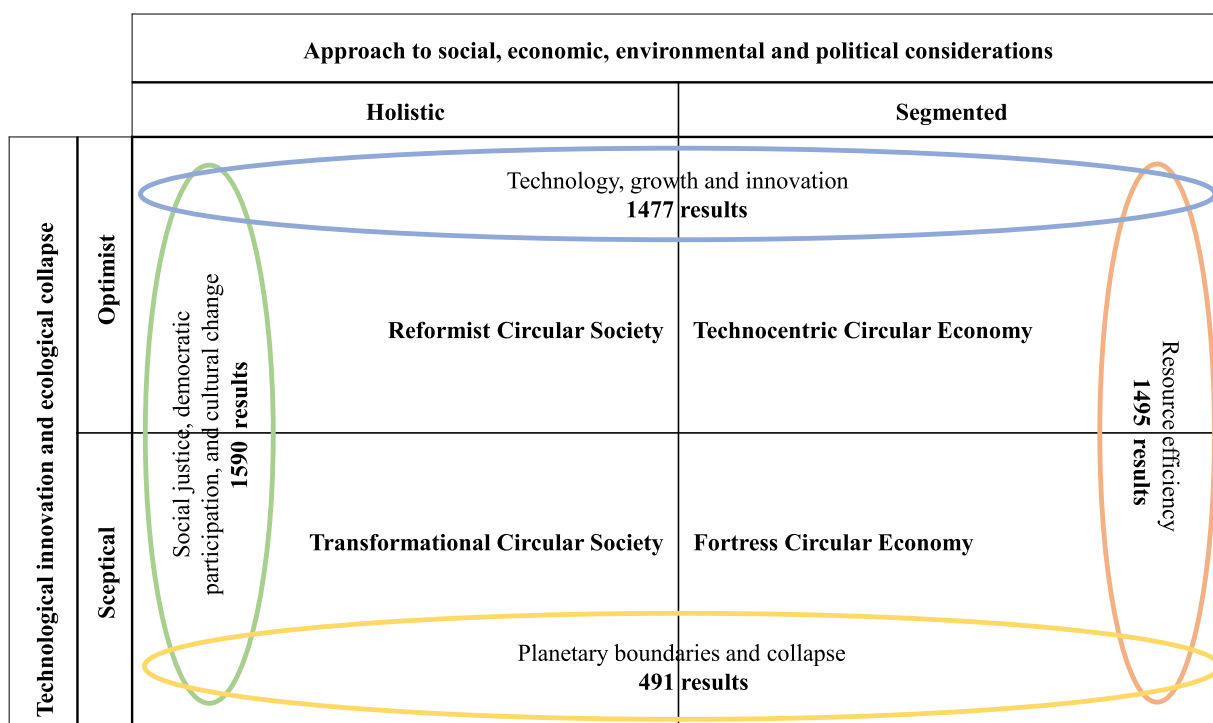 Approach to social, economic, environmental and political considerations
Holistic
Segmented
Technological innovation and ecological collapse
Optimist
Technology, growth and innovation
1477 results
Reformist Circular Society
Technocentric Circular Economy
Social justice, democratic
participation, and cultural change
1590 results
Resource efficiency
1495 results
Sceptical
Transformational Circular Society
Fortress Circular Economy
Planetary boundaries and collapse
491 results